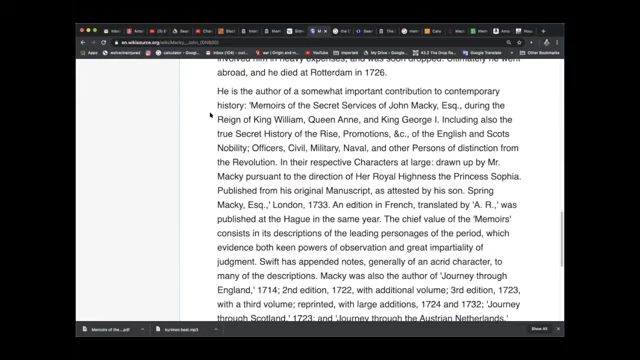 en.wikisource.org/wiki/Macky,_John_(DNB00)
YouTube
Google Translate
involved him in heavy expenses, and was soon dropped. Ultimately he went
abroad, and he died at Rotterdam in 1726.
He is the author of a somewhat important contribution to contemporary
history: 'Memoirs of the Secret Services of John Macky, Esq., during the
Reign of King William, Queen Anne, and King George I. Including also the
true Secret History of the Rise, Promotions, &c., of the English and Scots
Nobility; Officers, Civil, Military, Naval, and other Persons of distinction from
the Revolution. In their respective Characters at large: drawn up by Mr.
Macky pursuant to the direction of Her Royal Highness the Princess Sophia.
Published from his original Manuscript, as attested by his son. Spring
Macky, Esq.,' London, 1733. An edition in French, translated by 'A. R.,' was
published at the Hague in the same year. The chief value of the 'Memoirs'
consists in its descriptions of the leading personages of the period, which
evidence both keen powers of observation and great impartiality of
judgment. Swift has appended notes, generally of an acrid character, to
many of the descriptions. Macky was also the author of 'Journey through
England,' 1714; 2nd edition, 1722, with additional volume; 3rd edition, 1723,
with a third volume; reprinted, with large additions, 1724 and 1732; 'Journey
through Scotland,' 1723; and 'Journey through the Austrian Netherlands,'
Memoirs of the....pdf
Show All